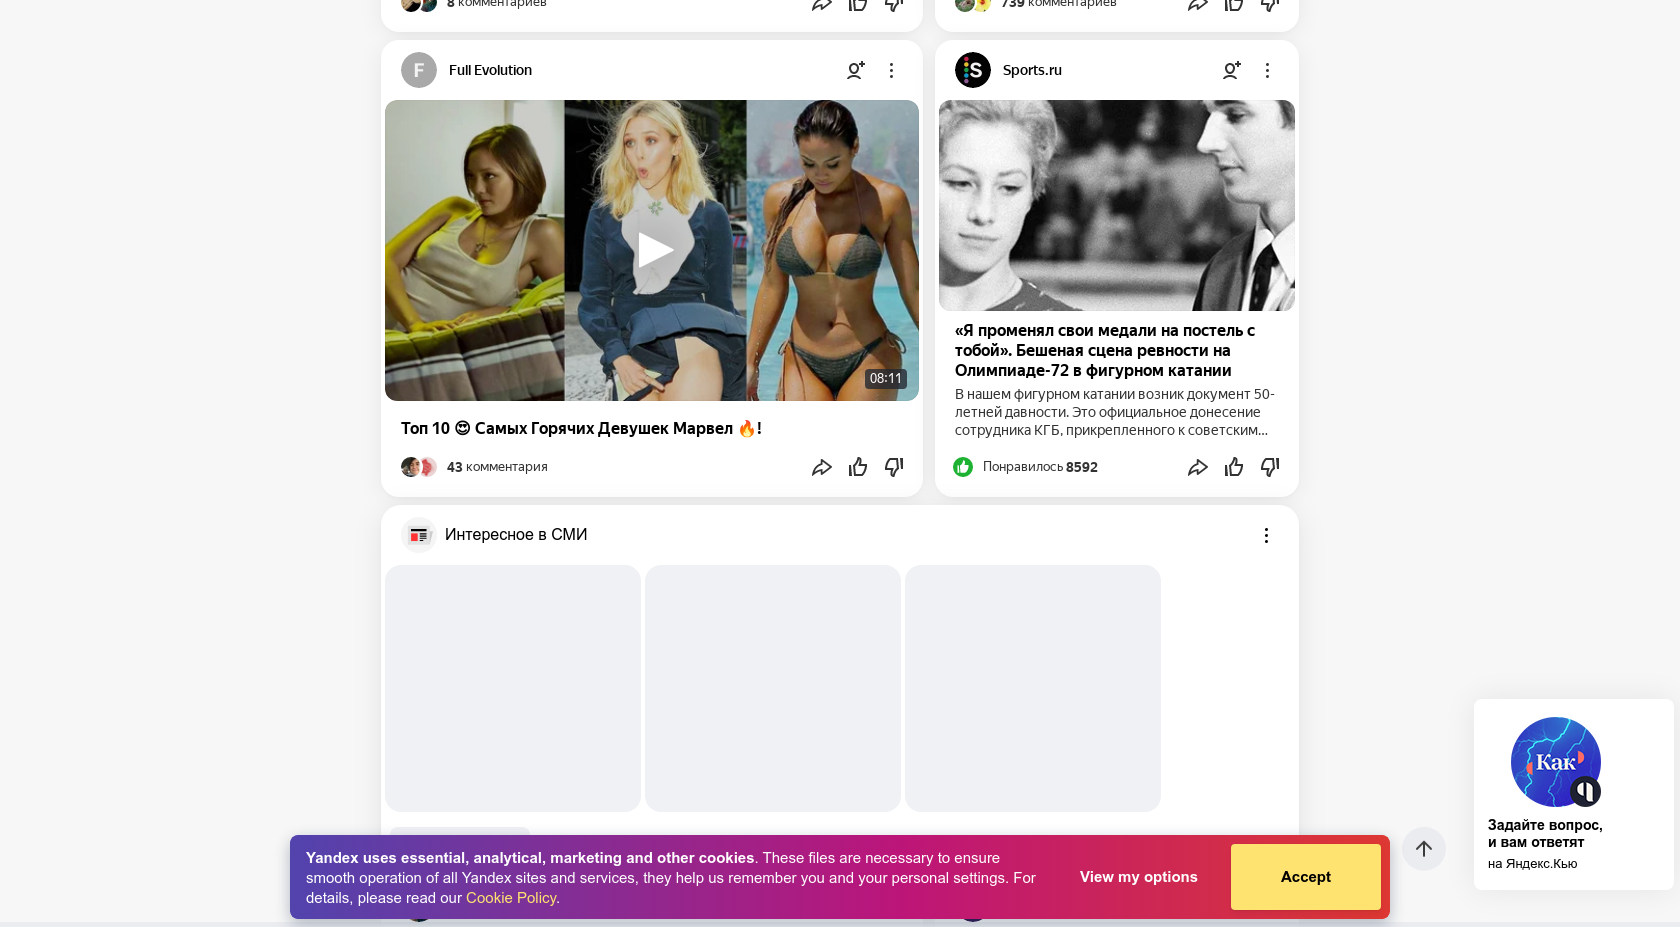 8 комментариев
739 комментариев
F
Full Evolution
S
Sports.ru
08:11
Топ 10 😍 Самых Горячих Девушек Марвел 🔥!
43 комментария
«Я променял свои медали на постель с
тобой». Бешеная сцена ревности на
Олимпиаде-72 в фигурном катании
В нашем фигурном катании возник документ 50-
летней давности. Это официальное донесение
сотрудника КГБ, прикрепленного к советским...
Понравилось 8592
Интересное в СМИ
Как
Задайте вопрос,
и вам ответят
на Яндекс.Кью
Yandex uses essential, analytical, marketing and other cookies. These files are necessary to ensure
smooth operation of all Yandex sites and services, they help us remember you and your personal settings. For
details, please read our Cookie Policy.
View my options
Accept